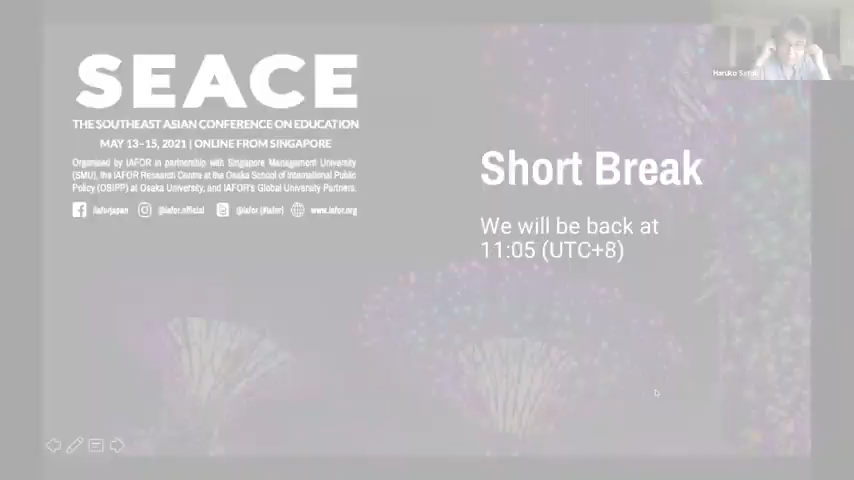 SEACE
THE SOUTHEAST ASIAN CONFERENCE ON EDUCATION
MAY 13–15, 2021 | ONLINE FROM SINGAPORE
Organised by IAFOR in partnership with Singapore Management University
(SMU), the IAFOR Research Centre at the Osaka School of International Public
Policy (OSIPP) at Osaka University, and IAFOR's Global University Partners.
/iaforjapan @iafor.official @iafor (#iafor) www.iafor.org
Short Break
We will be back at
11:05 (UTC+8)
Haruko